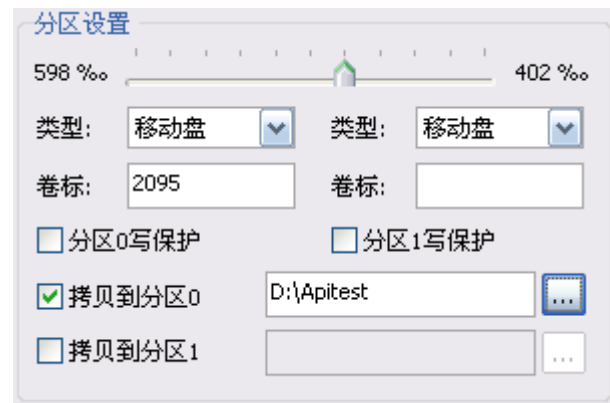 分区设置
598 ‰ 402 ‰
类型: 移动盘 类型: 移动盘
卷标: 2095 卷标:
分区0写保护 分区1写保护
拷贝到分区0 D:\Apitest ...
拷贝到分区1 ...